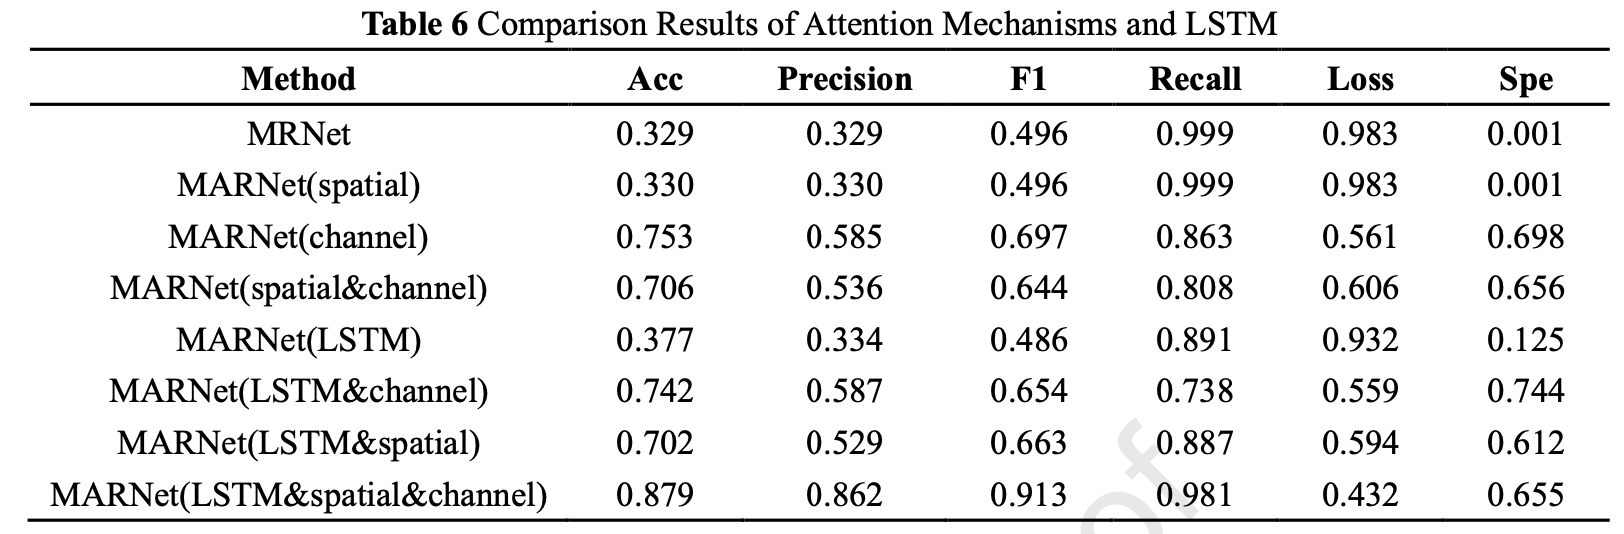 Table 6 Comparison Results of Attention Mechanisms and LSTM
Method Acc Precision F1 Recall Loss Spe
MRNet 0.329 0.329 0.496 0.999 0.983 0.001
MARNet(spatial) 0.330 0.330 0.496 0.999 0.983 0.001
MARNet(channel) 0.753 0.585 0.697 0.863 0.561 0.698
MARNet(spatial&channel) 0.706 0.536 0.644 0.808 0.606 0.656
MARNet(LSTM) 0.377 0.334 0.486 0.891 0.932 0.125
MARNet(LSTM&channel) 0.742 0.587 0.654 0.738 0.559 0.744
MARNet(LSTM&spatial) 0.702 0.529 0.663 0.887 0.594 0.612
MARNet(LSTM&spatial&channel) 0.879 0.862 0.913 0.981 0.432 0.655
of